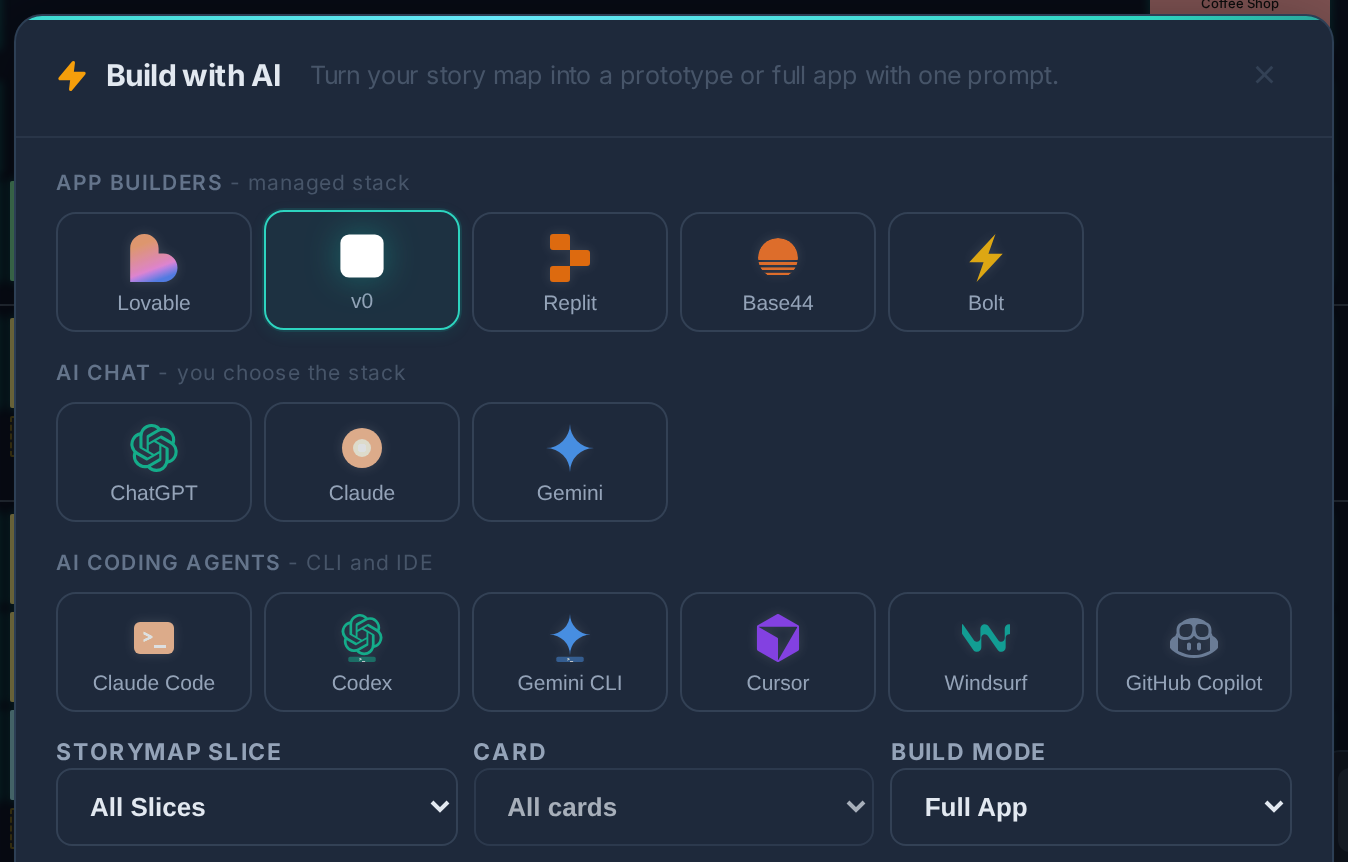 Coffee Shop
Build with AI Turn your story map into a prototype or full app with one prompt.
APP BUILDERS - managed stack
Lovable v0 Replit Base44 Bolt
AI CHAT - you choose the stack
ChatGPT Claude Gemini
AI CODING AGENTS - CLI and IDE
Claude Code Codex Gemini CLI Cursor Windsurf GitHub Copilot
STORYMAP SLICE CARD BUILD MODE
All Slices All cards Full App